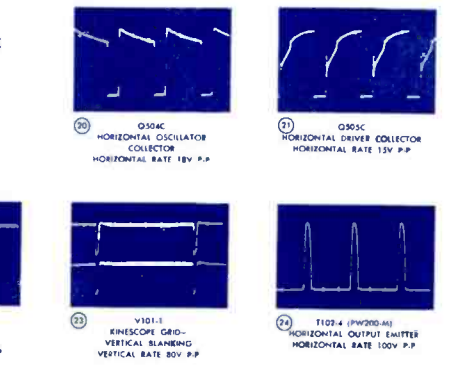 20
Q504C
HORIZONTAL OSCILLATOR
COLLECTOR
HORIZONTAL RATE 18V P-P
21
Q505C
HORIZONTAL DRIVER COLLECTOR
HORIZONTAL RATE 15V P-P
23
V101-1
KINESCOPE GRID-
VERTICAL BLANKING
VERTICAL RATE 80V P-P
24
T102-4 (PW200-M)
HORIZONTAL OUTPUT EMITTER
HORIZONTAL RATE 100V P-P